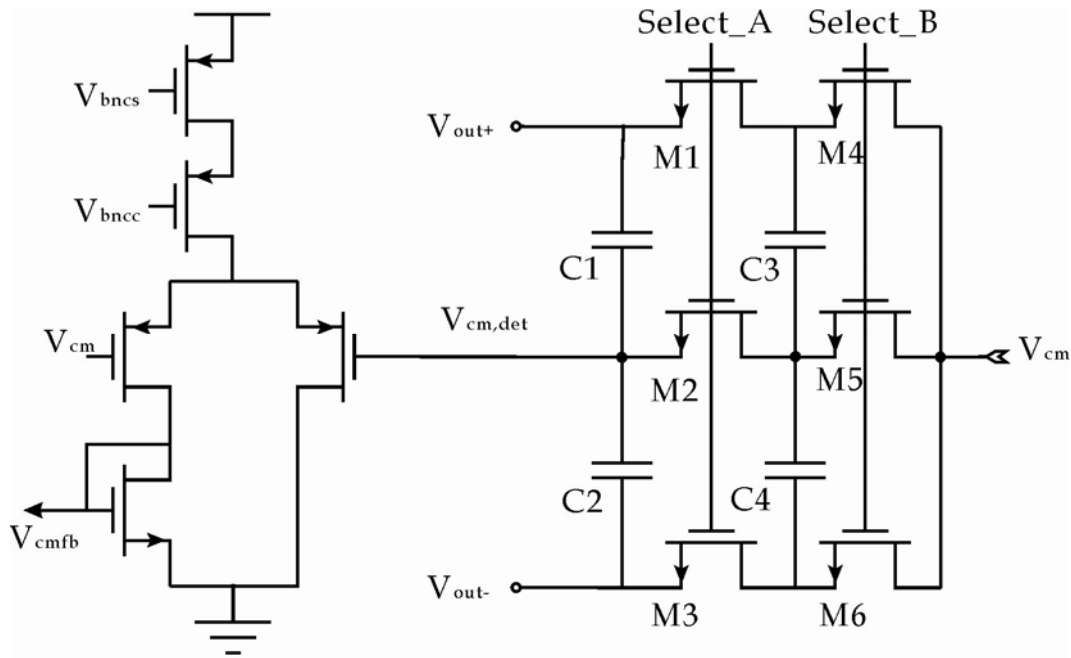 Select_A Select_B
Vbncs
Vout+
M1 M4
Vbncc
C1 C3
Vcm,det
Vcm
Vcm
M2 M5
C2 C4
Vcmfb
Vout-
M3 M6